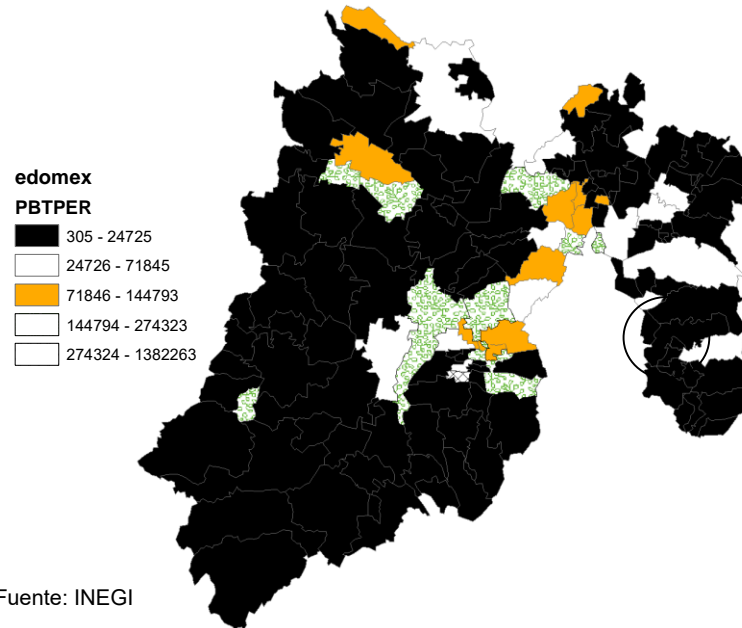 edomex
PBTPER
305 - 24725
24726 - 71845
71846 - 144793
144794 - 274323
274324 - 1382263
Fuente: INEGI